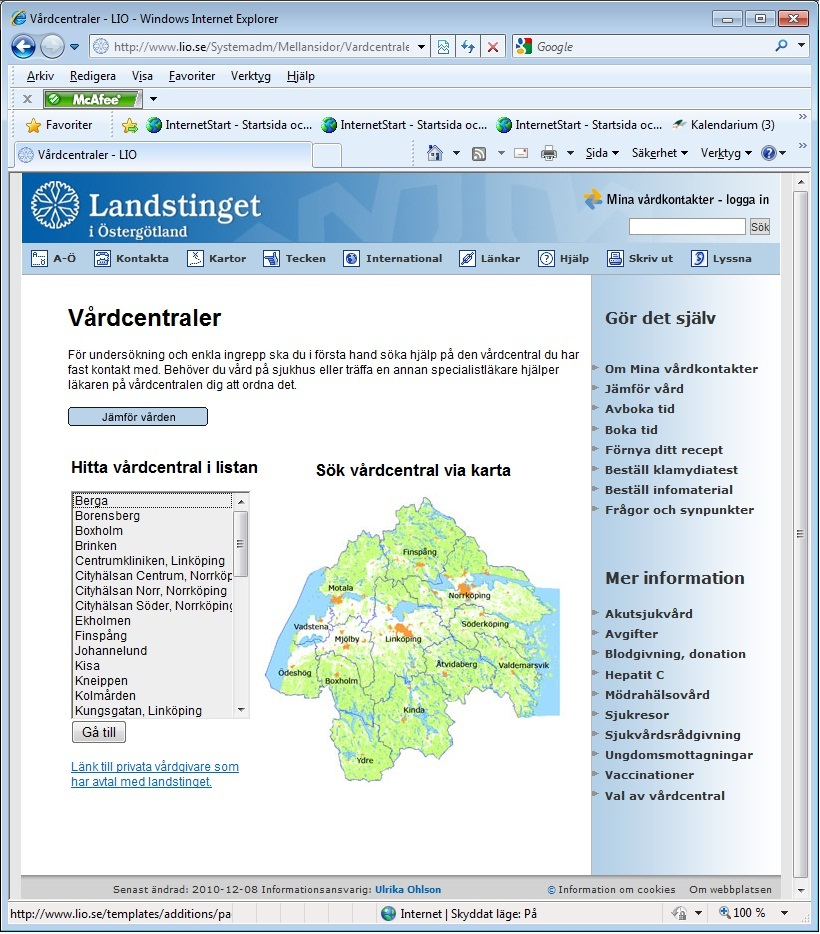 Vårdcentraler - LIO - Windows Internet Explorer
http://www.lio.se/Systemadm/Mellansidor/Vardcentrale
Google
Arkiv Redigera Visa Favoriter Verktyg Hjälp
x McAfee
Favoriter InternetStart - Startsida oc... InternetStart - Startsida oc... InternetStart - Startsida oc... Kalendarium (3)
Vårdcentraler - LIO
Sida Säkerhet Verktyg
Landstinget
i Östergötland
Mina vårdkontakter - logga in
Sök
A-Ö Kontakta Kartor Tecken International Länkar Hjälp Skriv ut Lyssna
Vårdcentraler
För undersökning och enkla ingrepp ska du i första hand söka hjälp på den vårdcentral du har
fast kontakt med. Behöver du vård på sjukhus eller träffa en annan specialistläkare hjälper
läkaren på vårdcentralen dig att ordna det.
Jämför vården
Hitta vårdcentral i listan
Berga
Borensberg
Boxholm
Brinken
Centrumkliniken, Linköping
Cityhälsan Centrum, Norrköp
Cityhälsan Norr, Norrköping
Cityhälsan Söder, Norrköping
Ekholmen
Finspång
Johannelund
Kisa
Kneippen
Kolmården
Kungsgatan, Linköping
Gå till
Länk till privata vårdgivare som
har avtal med landstinget.
Sök vårdcentral via karta
Finspång
Motala
Norrköping
Vadstena
Söderköping
Mjölby
Linköping
Åtvidaberg
Valdemarsvik
Ödeshög
Boxholm
Kinda
Ydre
Gör det själv
Om Mina vårdkontakter
Jämför vård
Avboka tid
Boka tid
Förnya ditt recept
Beställ klamydiatest
Beställ infomaterial
Frågor och synpunkter
Mer information
Akutsjukvård
Avgifter
Blodgivning, donation
Hepatit C
Mödrahälsovård
Sjukresor
Sjukvårdsrådgivning
Ungdomsmottagningar
Vaccinationer
Val av vårdcentral
Senast ändrad: 2010-12-08 Informationsansvarig: Ulrika Ohlson
© Information om cookies Om webbplatsen
http://www.lio.se/templates/additions/pa
Internet | Skyddat läge: På
100 %